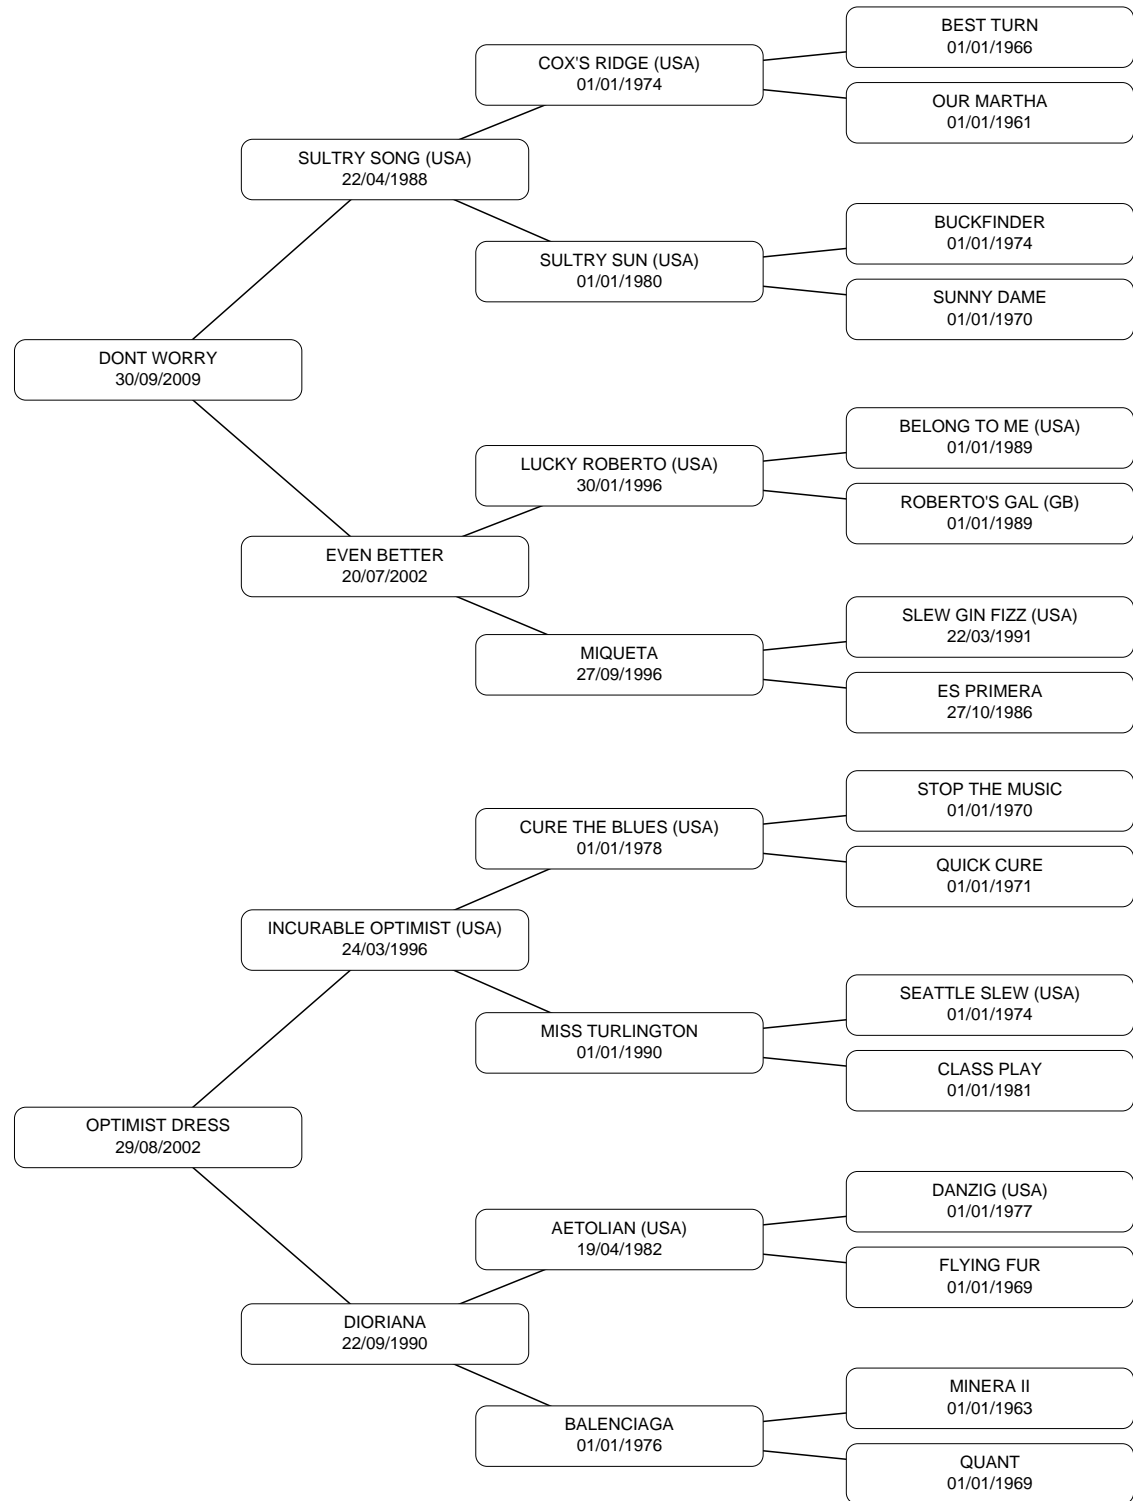 BEST TURN
01/01/1966
COX'S RIDGE (USA)
01/01/1974
OUR MARTHA
01/01/1961
SULTRY SONG (USA)
22/04/1988
BUCKFINDER
01/01/1974
SULTRY SUN (USA)
01/01/1980
SUNNY DAME
01/01/1970
DONT WORRY
30/09/2009
BELONG TO ME (USA)
01/01/1989
LUCKY ROBERTO (USA)
30/01/1996
ROBERTO'S GAL (GB)
01/01/1989
EVEN BETTER
20/07/2002
SLEW GIN FIZZ (USA)
22/03/1991
MIQUETA
27/09/1996
ES PRIMERA
27/10/1986
STOP THE MUSIC
01/01/1970
CURE THE BLUES (USA)
01/01/1978
QUICK CURE
01/01/1971
INCURABLE OPTIMIST (USA)
24/03/1996
SEATTLE SLEW (USA)
01/01/1974
MISS TURLINGTON
01/01/1990
CLASS PLAY
01/01/1981
OPTIMIST DRESS
29/08/2002
DANZIG (USA)
01/01/1977
AETOLIAN (USA)
19/04/1982
FLYING FUR
01/01/1969
DIORIANA
22/09/1990
MINERA II
01/01/1963
BALENCIAGA
01/01/1976
QUANT
01/01/1969